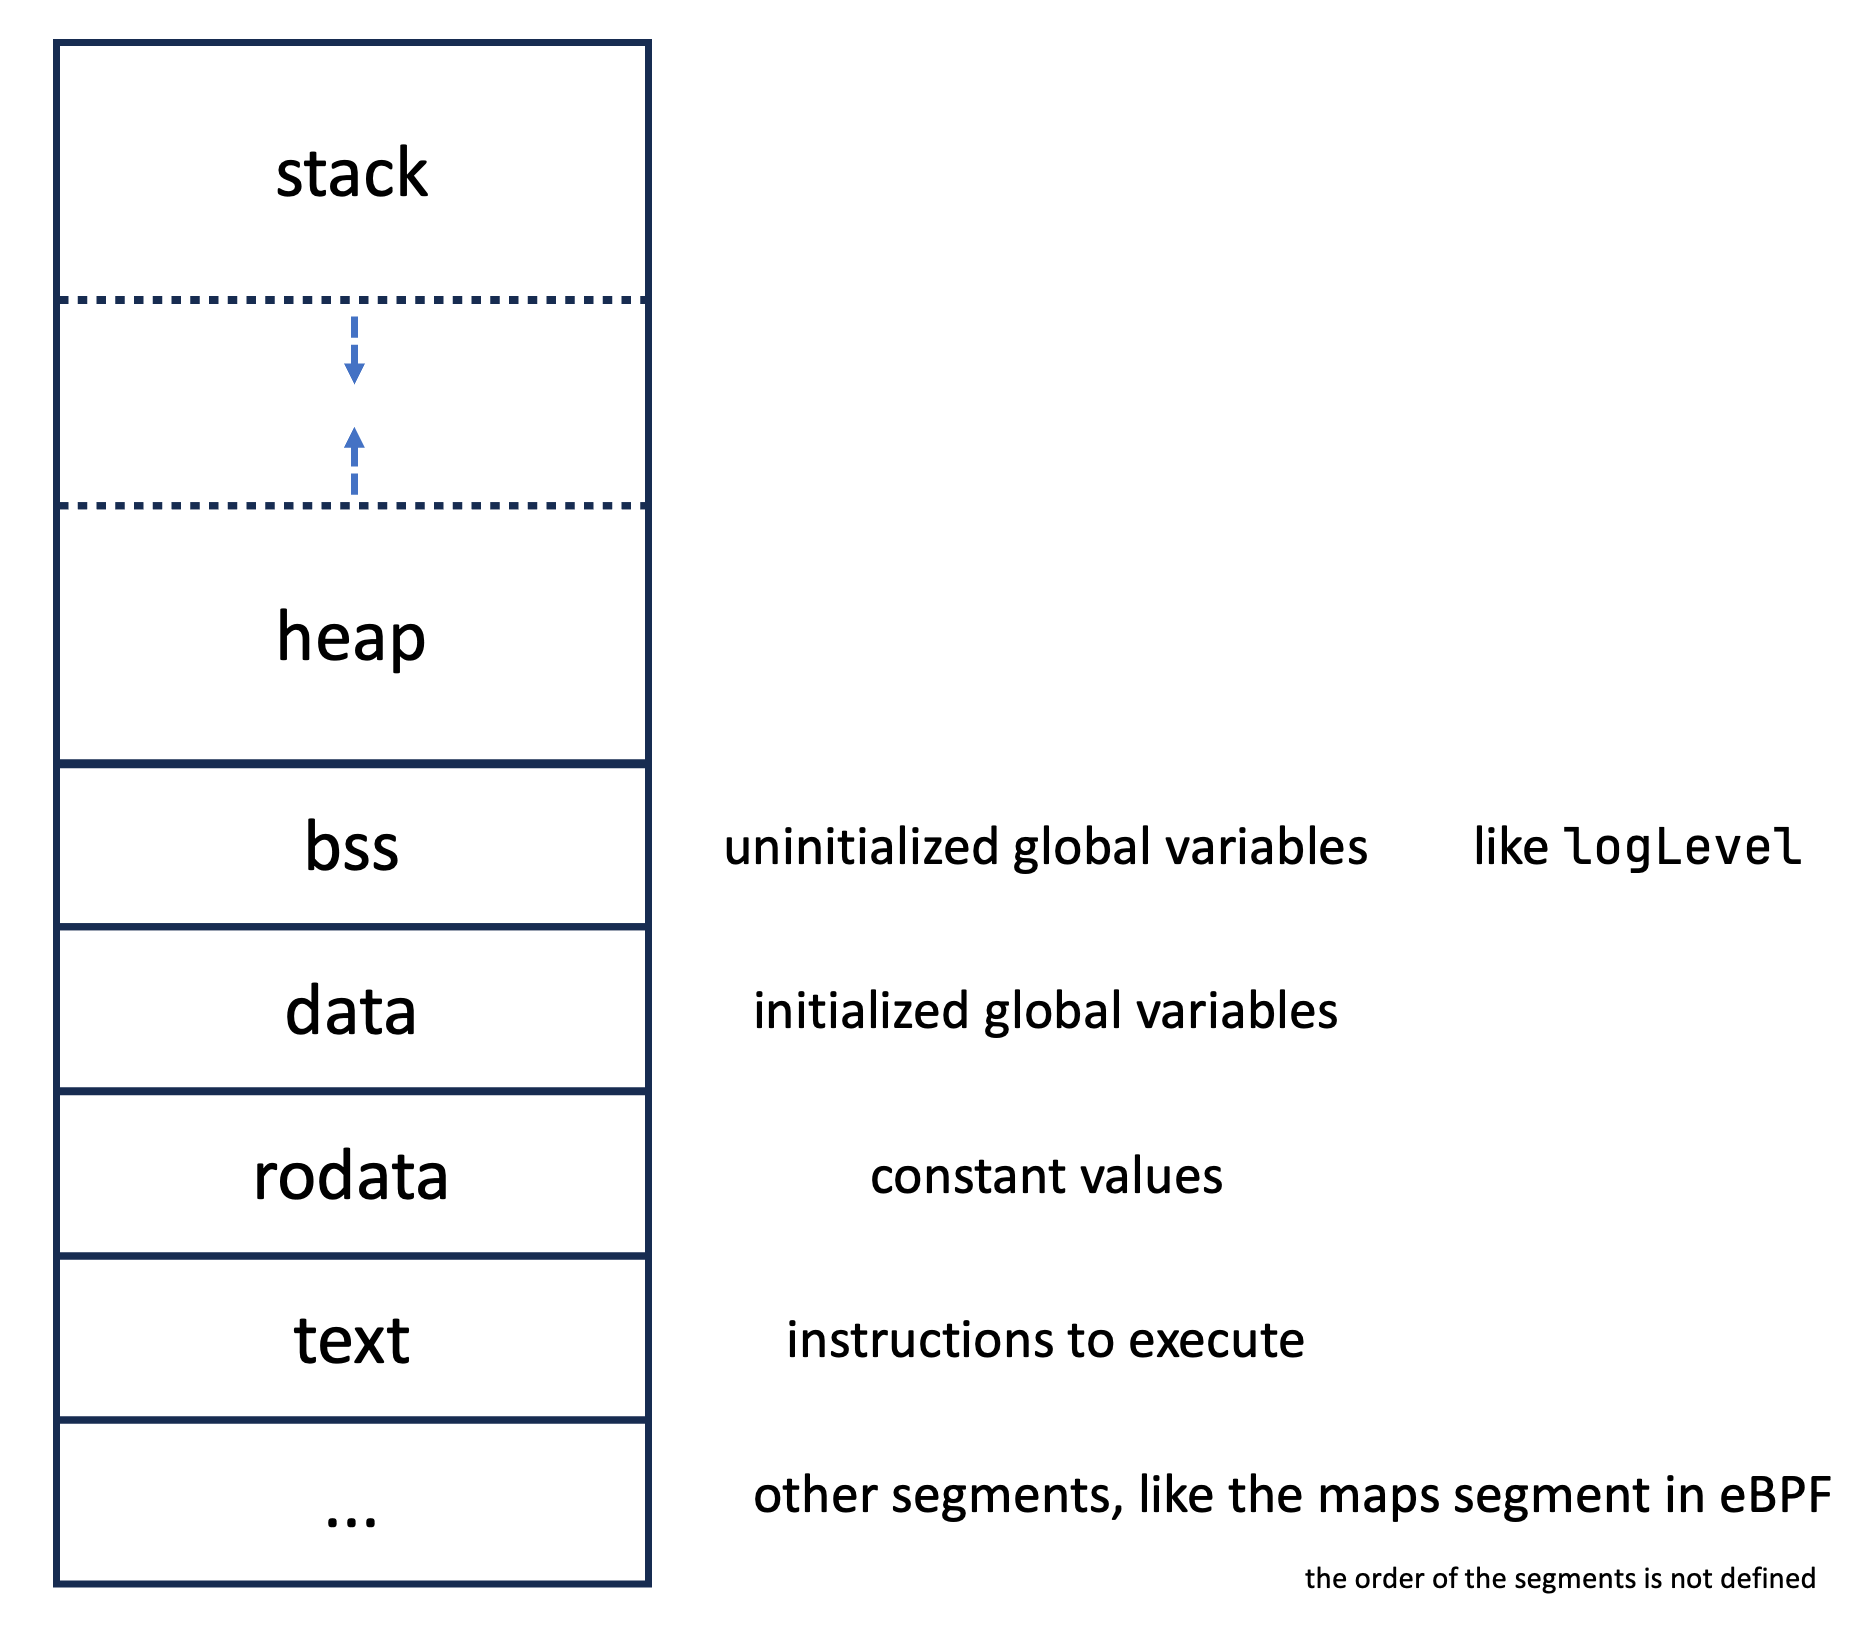 stack
heap
bss
uninitialized global variables
like logLevel
data
initialized global variables
rodata
constant values
text
instructions to execute
...
other segments, like the maps segment in eBPF
the order of the segments is not defined